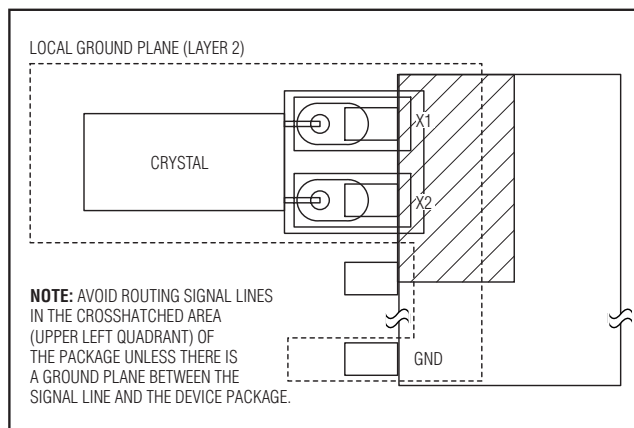 LOCAL GROUND PLANE (LAYER 2)
X1
CRYSTAL
X2
NOTE: AVOID ROUTING SIGNAL LINES
IN THE CROSSHATCHED AREA
(UPPER LEFT QUADRANT) OF
THE PACKAGE UNLESS THERE IS
A GROUND PLANE BETWEEN THE
SIGNAL LINE AND THE DEVICE PACKAGE.
GND